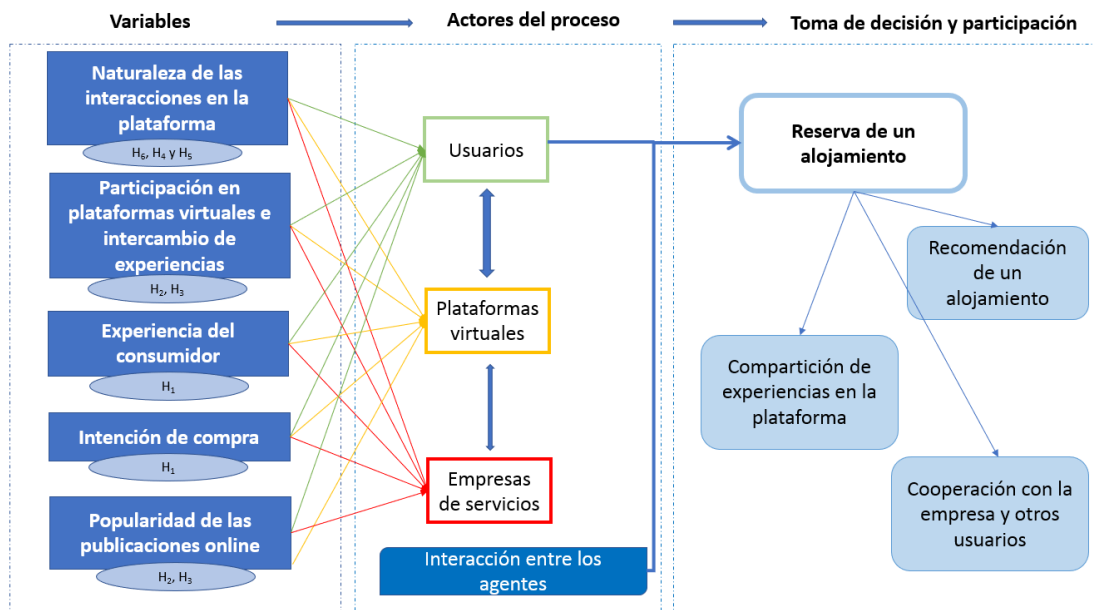 Variables
Actores del proceso
Toma de decisión y participación
Naturaleza de las
interacciones en la
plataforma
H6, H4 y H5
Participación en
plataformas virtuales e
intercambio de
experiencias
H2, H3
Experiencia del
consumidor
H1
Intención de compra
H1
Popularidad de las
publicaciones online
H2, H3
Usuarios
Plataformas
virtuales
Empresas
de servicios
Interacción entre los
agentes
Reserva de un
alojamiento
Recomendación
de un
alojamiento
Compartición de
experiencias en la
plataforma
Cooperación con la
empresa y otros
usuarios